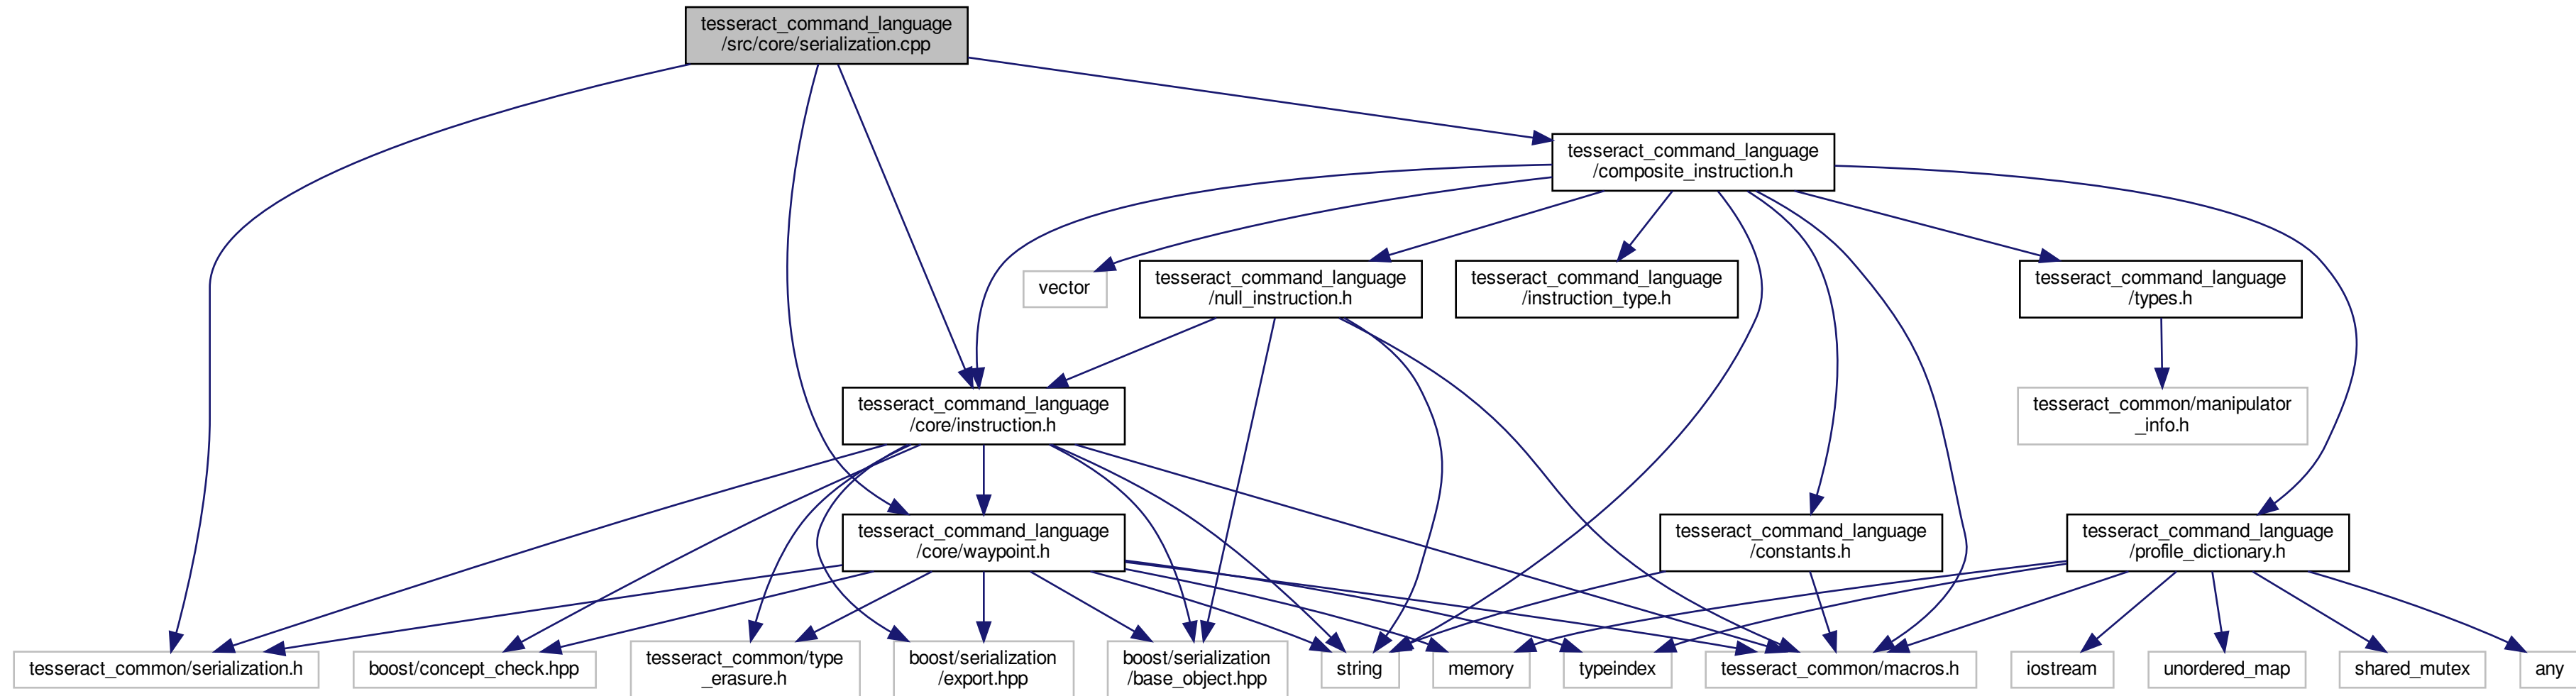 tesseract_command_language
/src/core/serialization.cpp
tesseract_command_language
/composite_instruction.h
vector
tesseract_command_language
/null_instruction.h
tesseract_command_language
/instruction_type.h
tesseract_command_language
/types.h
tesseract_command_language
/core/instruction.h
tesseract_common/manipulator
_info.h
tesseract_command_language
/core/waypoint.h
tesseract_command_language
/constants.h
tesseract_command_language
/profile_dictionary.h
tesseract_common/serialization.h
boost/concept_check.hpp
tesseract_common/type
_erasure.h
boost/serialization
/export.hpp
boost/serialization
/base_object.hpp
string
memory
typeindex
tesseract_common/macros.h
iostream
unordered_map
shared_mutex
any